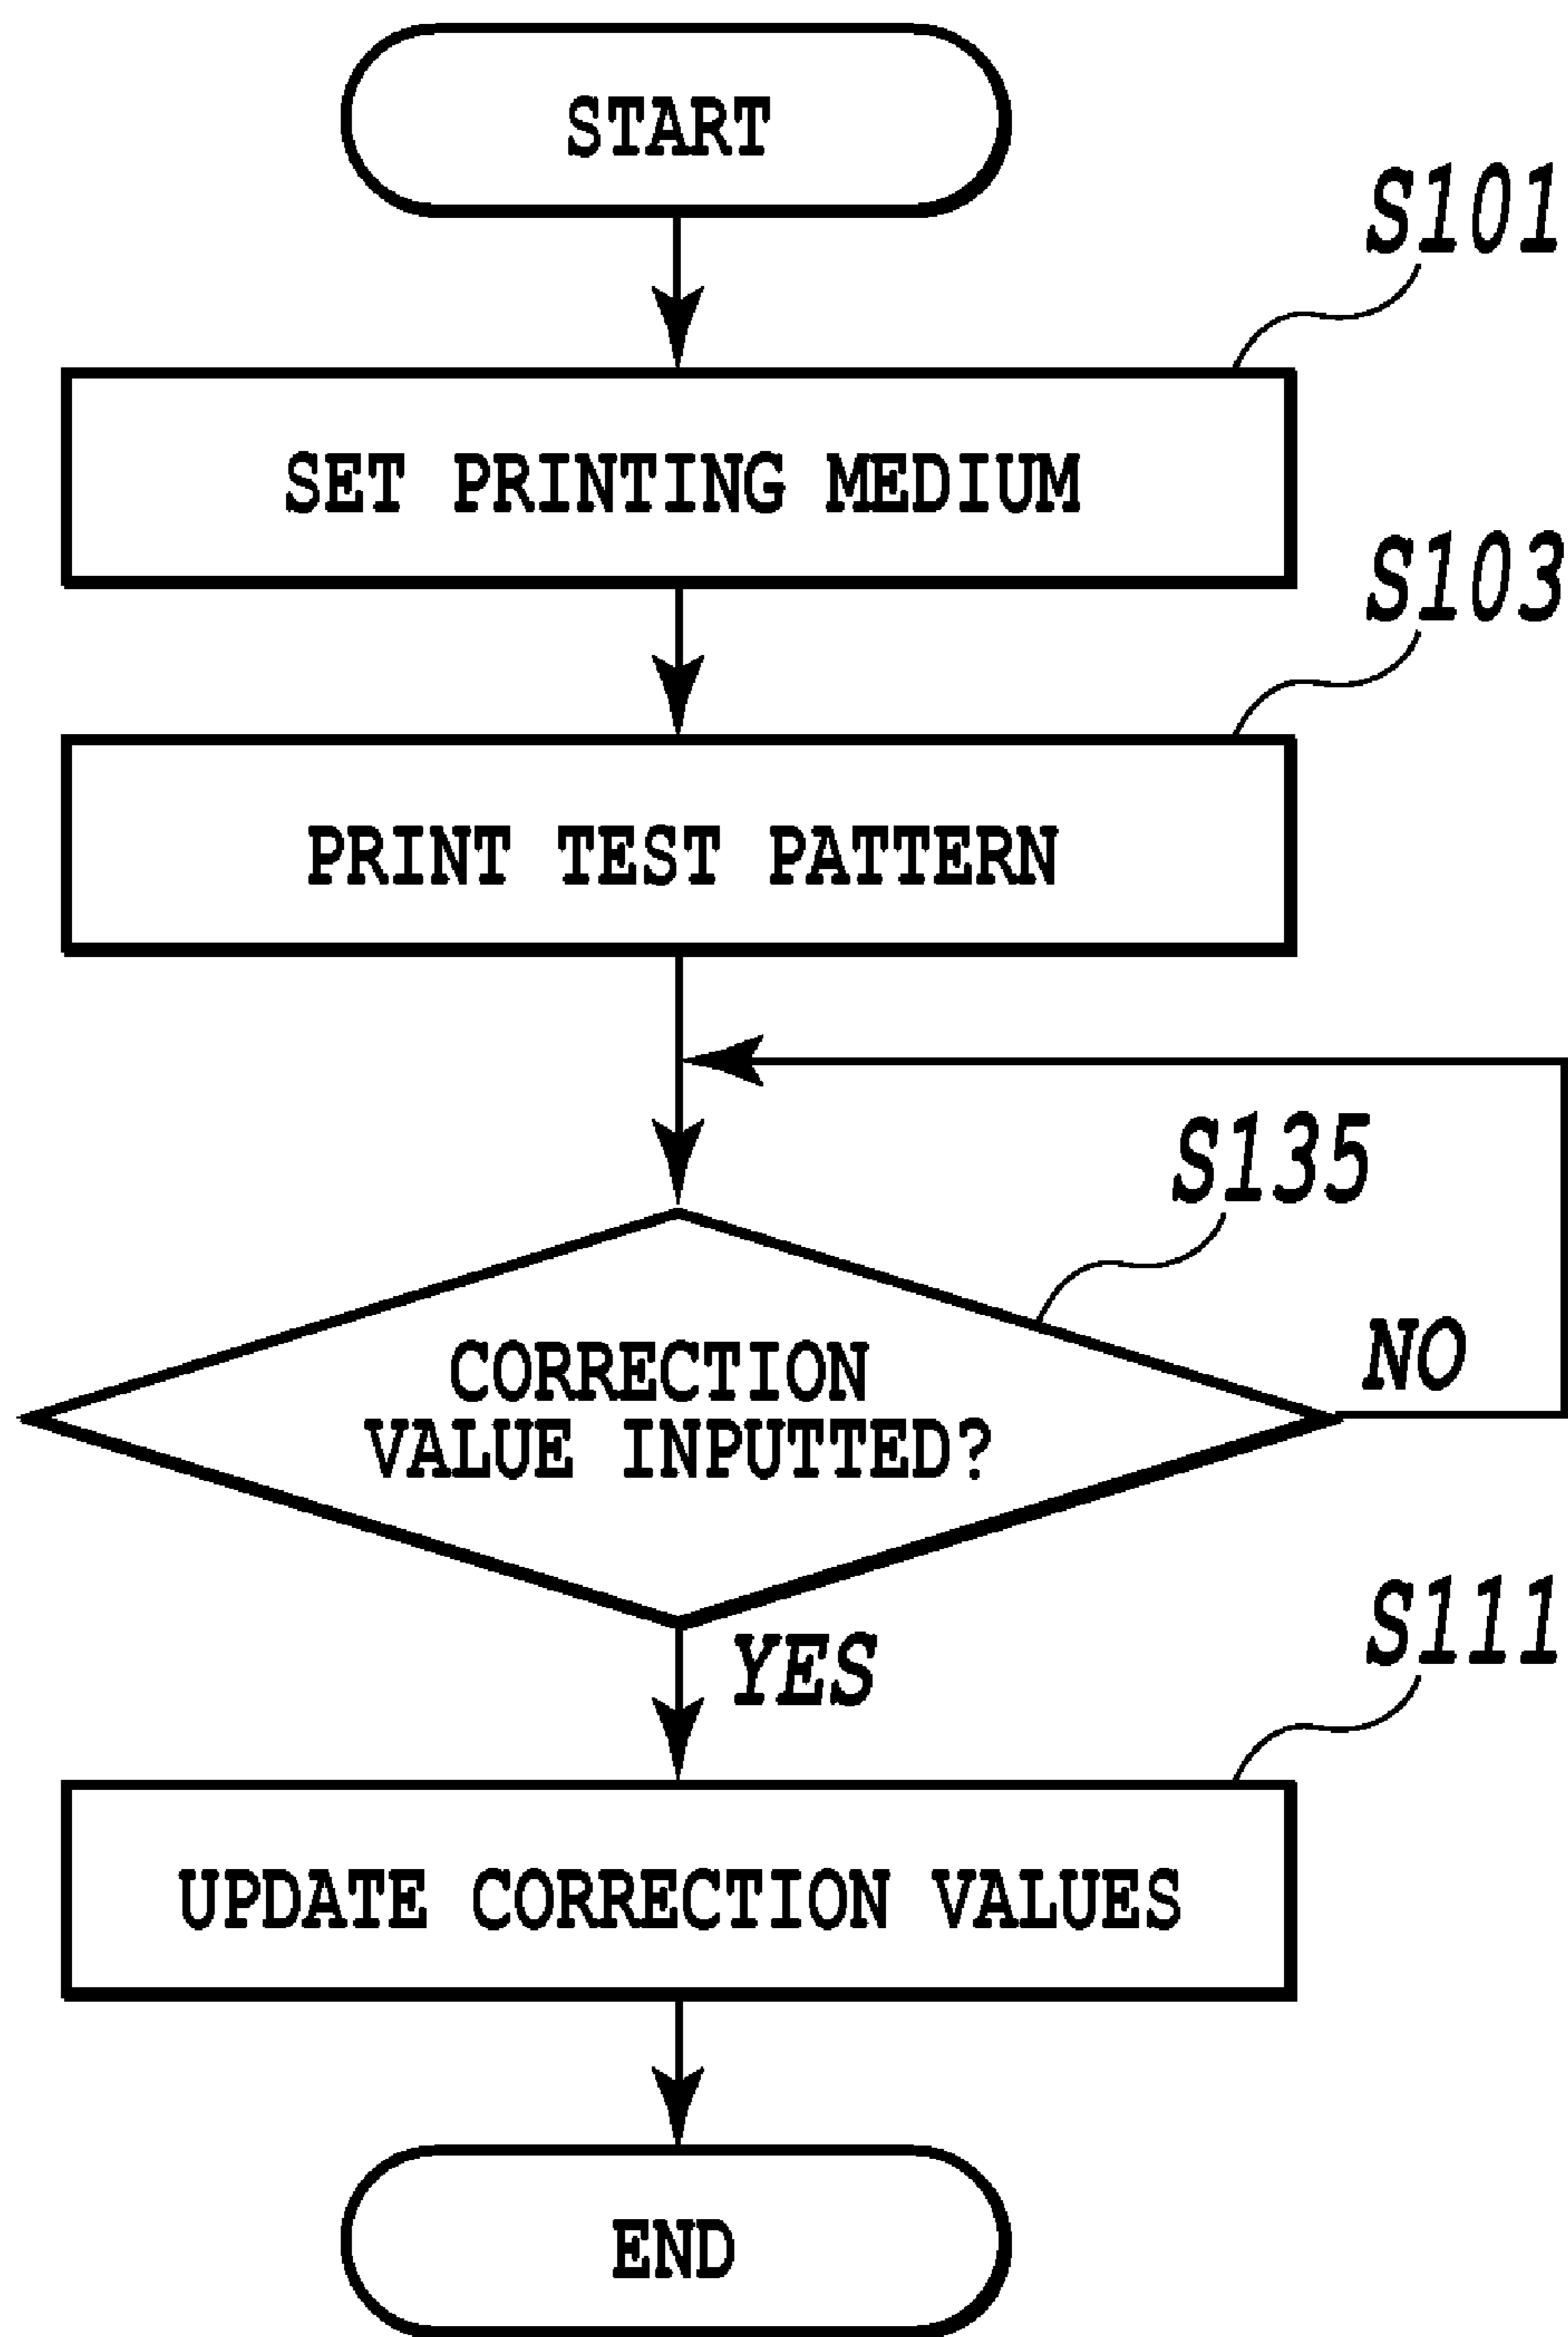 START
S101
SET PRINTING MEDIUM
S103
PRINT TEST PATTERN
S135
CORRECTION
VALUE INPUTTED?
NO
YES
S111
UPDATE CORRECTION VALUES
END